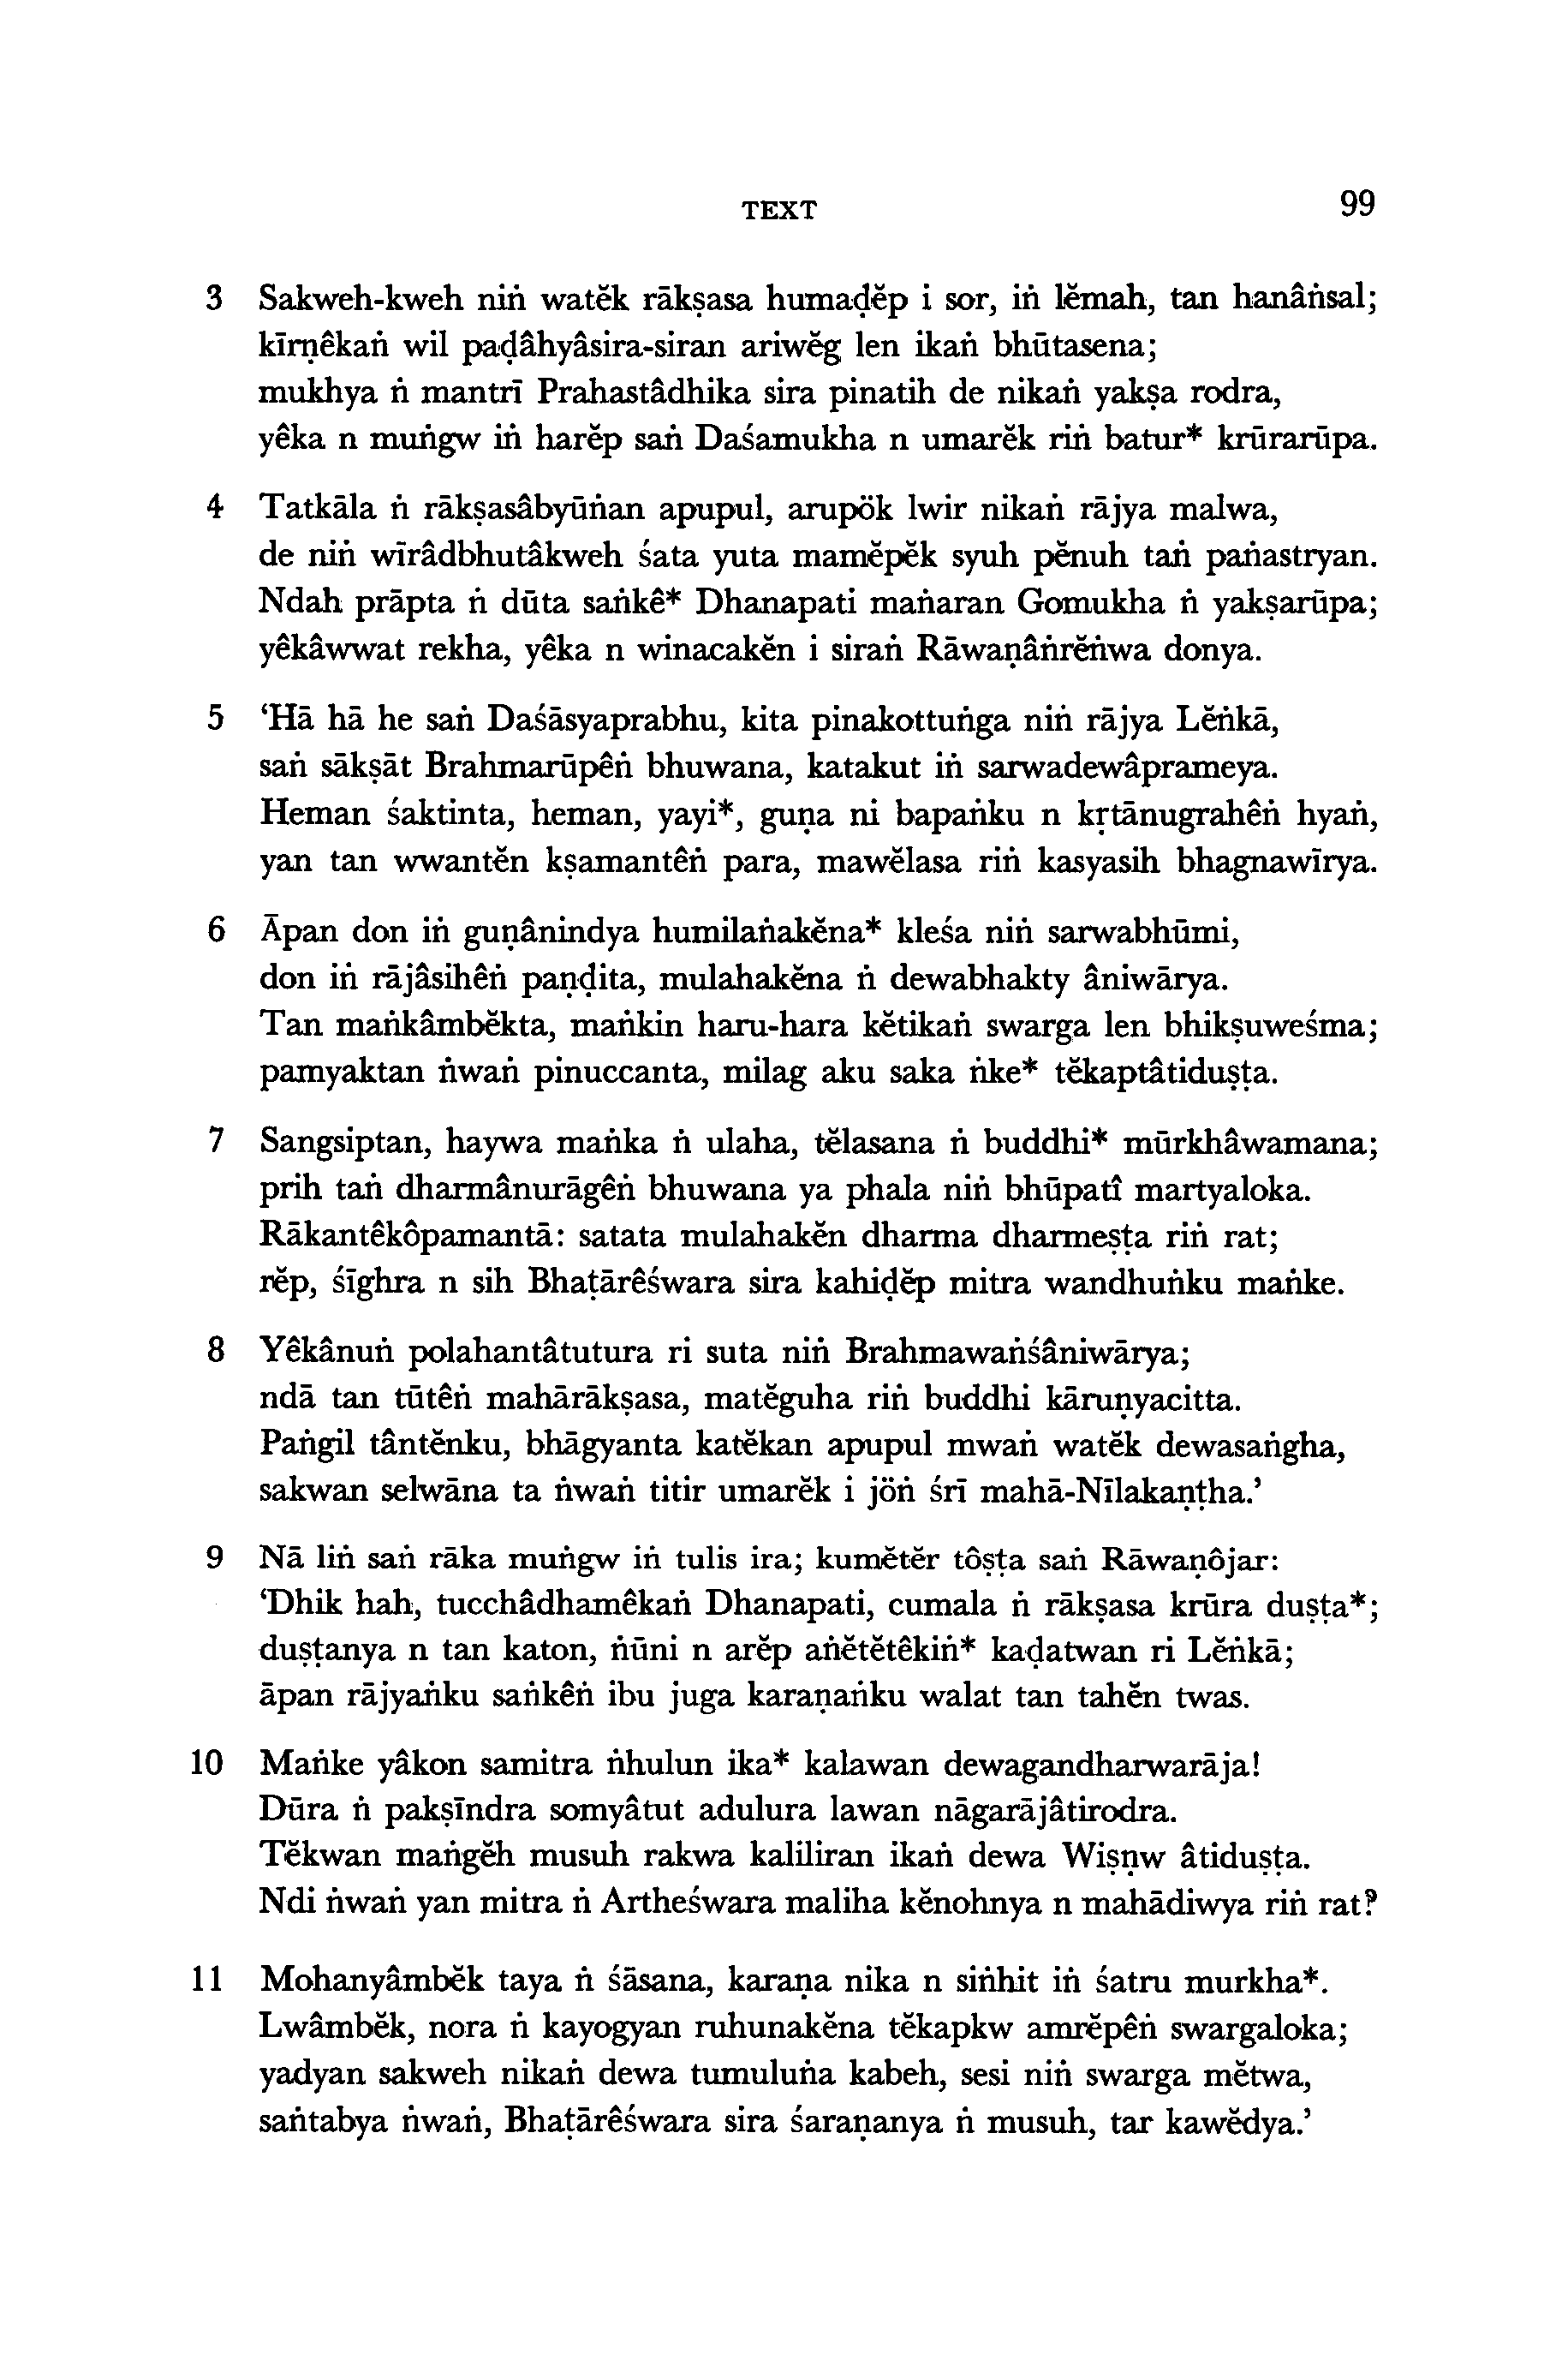 TEXT 99
3 Sakweh-kweh niṅ watĕk rākṣasa humaḍĕp i sor, iṅ lĕmah, tan hanâṅsal;
kīrṇêkaṅ wil paḍâhyâsira-siran ariwĕg len ikaṅ bhūtasena;
mukhya ṅ mantrī Prahastâdhika sira pinatih de nikaṅ yakṣa rodra,
yêka n muṅgw iṅ harĕp saṅ Daśamukha n umarĕk riṅ batur* krūrarūpa.
4 Tatkāla ṅ rākṣasâbyūṅan apupul, arupök lwir nikaṅ rājya malwa,
de niṅ wīrâdbhutâkweh śata yuta mamĕpĕk syuh pĕnuh taṅ paṅastryan.
Ndah prāpta ṅ dūta saṅkê* Dhanapati maṅaran Gomukha ṅ yakṣarūpa;
yêkâwwat rekha, yêka n winacakĕn i siraṅ Rāwaṇâṅrĕṅwa donya.
5 ‘Hā hā he saṅ Daśāsyaprabhu, kita pinakottuṅga niṅ rājya Lĕṅkā,
saṅ sākṣāt Brahmarūpêṅ bhuwana, katakut iṅ sarwadewâprameya.
Heman śaktinta, heman, yayi*, guṇa ni bapaṅku n kṛtānugrahêṅ hyaṅ,
yan tan wwantĕn kṣamantêṅ para, mawĕlasa riṅ kasyasih bhagnawīrya.
6 Āpan don iṅ guṇânindya humilaṅakĕna* kleśa niṅ sarwabhūmi,
don iṅ rājâsihêṅ paṇḍita, mulahakĕna ṅ dewabhakty âniwārya.
Tan maṅkâmbĕkta, maṅkin haru-hara kĕtikaṅ swarga len bhikṣuweśma;
pamyaktan ṅwaṅ pinuccanta, milag aku saka ṅke* tĕkaptâtiduṣṭa.
7 Sangsiptan, haywa maṅka ṅ ulaha, tĕlasana ṅ buddhi* mūrkhâwamana;
prih taṅ dharmânurāgêṅ bhuwana ya phala niṅ bhūpatî martyaloka.
Rākantêkôpamantā: satata mulahakĕn dharma dharmeṣṭa riṅ rat;
rĕp, śīghra n sih Bhaṭārêśwara sira kahiḍĕp mitra wandhuṅku maṅke.
8 Yêkânuṅ polahantâtutura ri suta niṅ Brahmawaṅśâniwārya;
ndā tan tūtêṅ mahārākṣasa, matĕguha riṅ buddhi kāruṇyacitta.
Paṅgil tântĕnku, bhāgyanta katĕkan apupul mwaṅ watĕk dewasaṅgha,
sakwan selwāna ta ṅwaṅ titir umarĕk i jöṅ śrī mahā-Nīlakaṇṭha.’
9 Nā liṅ saṅ rāka muṅgw iṅ tulis ira; kumĕtĕr tôṣṭa saṅ Rāwaṇôjar:
‘Dhik hah, tucchâdhamêkaṅ Dhanapati, cumala ṅ rākṣasa krūra duṣṭa*;
duṣṭanya n tan katon, ṅūni n arĕp aṅĕtĕtêkiṅ* kaḍatwan ri Lĕṅkā;
āpan rājyaṅku saṅkêṅ ibu juga karaṇaṅku walat tan tahĕn twas.
10 Maṅke yâkon samitra ṅhulun ika* kalawan dewagandharwarāja!
Dūra ṅ pakṣīndra somyâtut adulura lawan nāgarājâtirodra.
Tĕkwan maṅgĕh musuh rakwa kaliliran ikaṅ dewa Wiṣṇw âtiduṣṭa.
Ndi ṅwaṅ yan mitra ṅ Artheśwara maliha kĕnohnya n mahādiwya riṅ rat?
11 Mohanyâmbĕk taya ṅ śāsana, karaṇa nika n siṅhit iṅ śatru murkha*.
Lwâmbĕk, nora ṅ kayogyan ruhunakĕna tĕkapkw amrĕpêṅ swargaloka;
yadyan sakweh nikaṅ dewa tumuluṅa kabeh, sesi niṅ swarga mĕtwa,
saṅtabya ṅwaṅ, Bhaṭārêśwara sira śaraṇanya ṅ musuh, tar kawĕdya.’